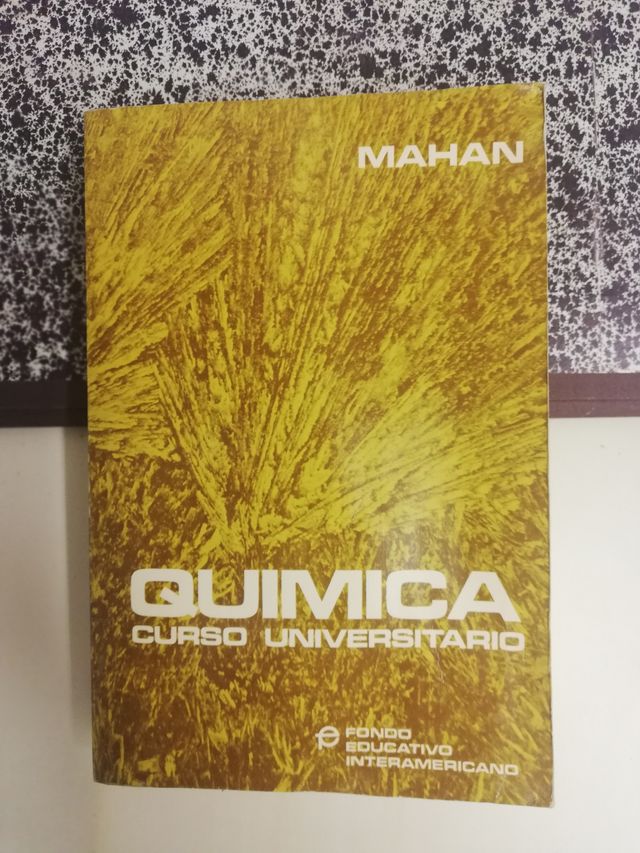 MAHAN
QUIMICA
CURSO UNIVERSITARIO
FONDO
EDUCATIVO
INTERAMERICANO